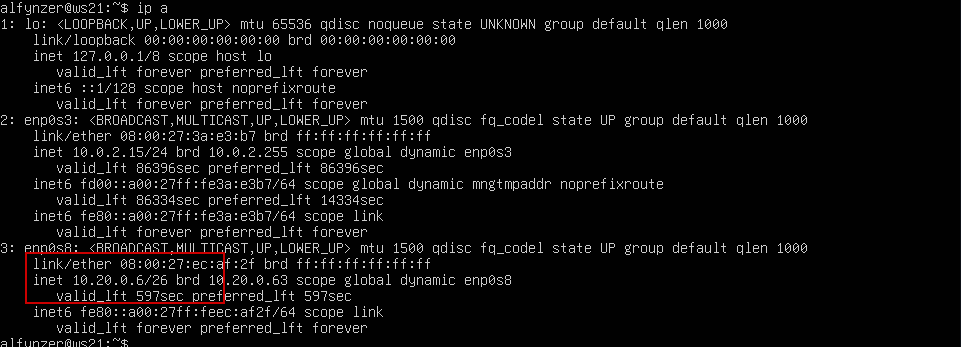 alfynzer@ws21:~$ ip a
1: lo: <LOOPBACK,UP,LOWER_UP> mtu 65536 qdisc noqueue state UNKNOWN group default qlen 1000
    link/loopback 00:00:00:00:00:00 brd 00:00:00:00:00:00
    inet 127.0.0.1/8 scope host lo
       valid_lft forever preferred_lft forever
    inet6 ::1/128 scope host noprefixroute
       valid_lft forever preferred_lft forever
2: enp0s3: <BROADCAST,MULTICAST,UP,LOWER_UP> mtu 1500 qdisc fq_codel state UP group default qlen 1000
    link/ether 08:00:27:3a:e3:b7 brd ff:ff:ff:ff:ff:ff
    inet 10.0.2.15/24 brd 10.0.2.255 scope global dynamic enp0s3
       valid_lft 86396sec preferred_lft 86396sec
    inet6 fd00::a00:27ff:fe3a:e3b7/64 scope global dynamic mngtmpaddr noprefixroute
       valid_lft 86334sec preferred_lft 14334sec
    inet6 fe80::a00:27ff:fe3a:e3b7/64 scope link
       valid_lft forever preferred_lft forever
3: enp0s8: <BROADCAST,MULTICAST,UP,LOWER_UP> mtu 1500 qdisc fq_codel state UP group default qlen 1000
    link/ether 08:00:27:ec:af:2f brd ff:ff:ff:ff:ff:ff
    inet 10.20.0.6/26 brd 10.20.0.63 scope global dynamic enp0s8
       valid_lft 597sec preferred_lft 597sec
    inet6 fe80::a00:27ff:feec:af2f/64 scope link
       valid_lft forever preferred_lft forever
alfynzer@ws21:~$